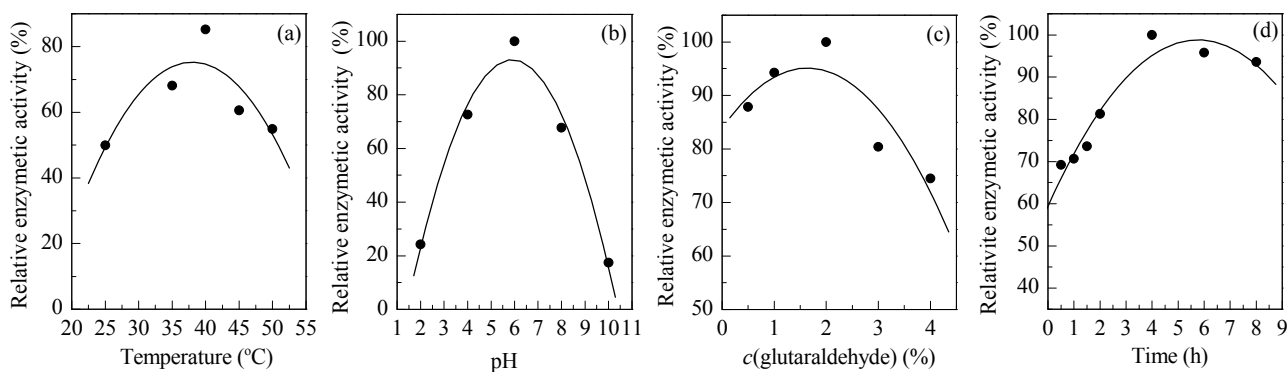 (a)
Relative enzymetic activity (%)
80
60
40
20
0
20 25 30 35 40 45 50 55
Temperature (ºC)
(b)
Relative enzymetic activity (%)
100
80
60
40
20
0
1 2 3 4 5 6 7 8 9 10 11
pH
(c)
Relative enzymetic activity (%)
100
90
80
70
60
50
0 1 2 3 4
c(glutaraldehyde) (%)
(d)
Relativite enzymetic activity (%)
100
90
80
70
60
50
40
0 1 2 3 4 5 6 7 8 9
Time (h)